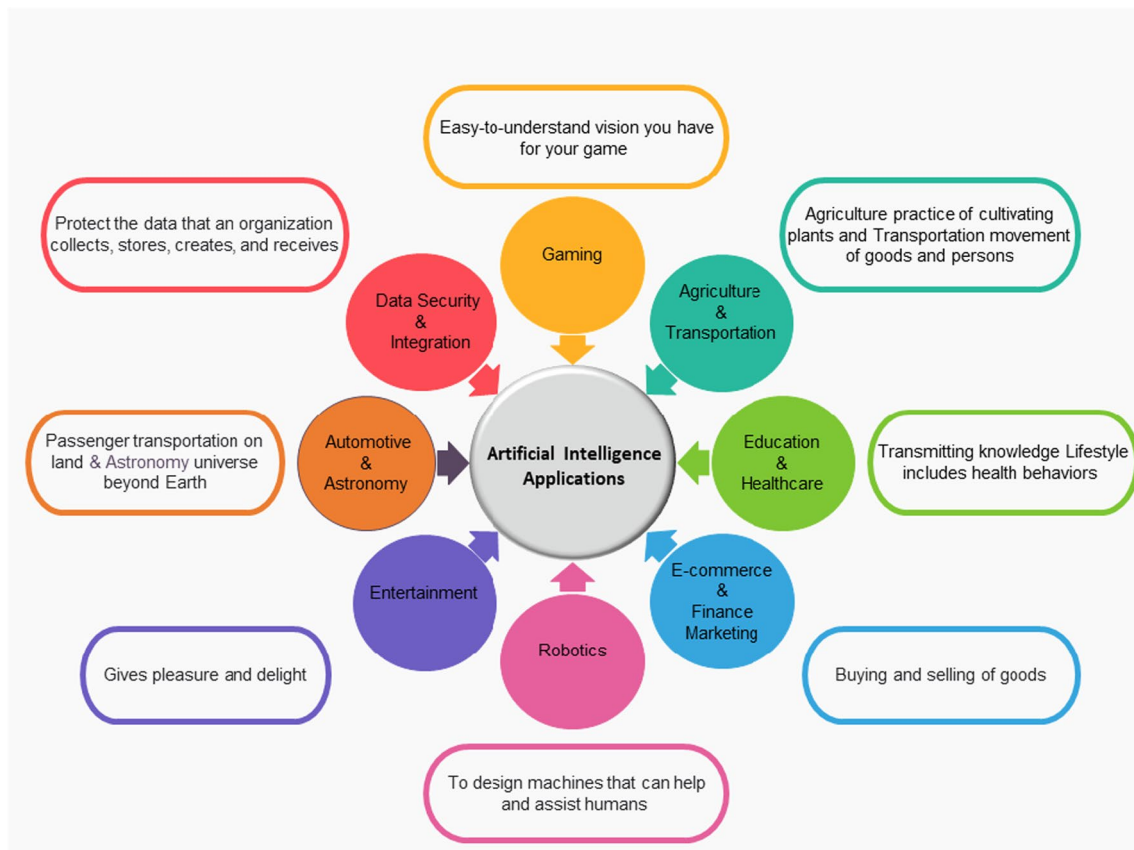 Easy-to-understand vision you have
for your game
Gaming
Protect the data that an organization
collects, stores, creates, and receives
Data Security
&
Integration
Agriculture practice of cultivating
plants and Transportation movement
of goods and persons
Agriculture
&
Transportation
Passenger transportation on
land & Astronomy universe
beyond Earth
Automotive
&
Astronomy
Artificial Intelligence
Applications
Education
&
Healthcare
Transmitting knowledge Lifestyle
includes health behaviors
Entertainment
Gives pleasure and delight
Robotics
To design machines that can help
and assist humans
E-commerce
&
Finance
Marketing
Buying and selling of goods